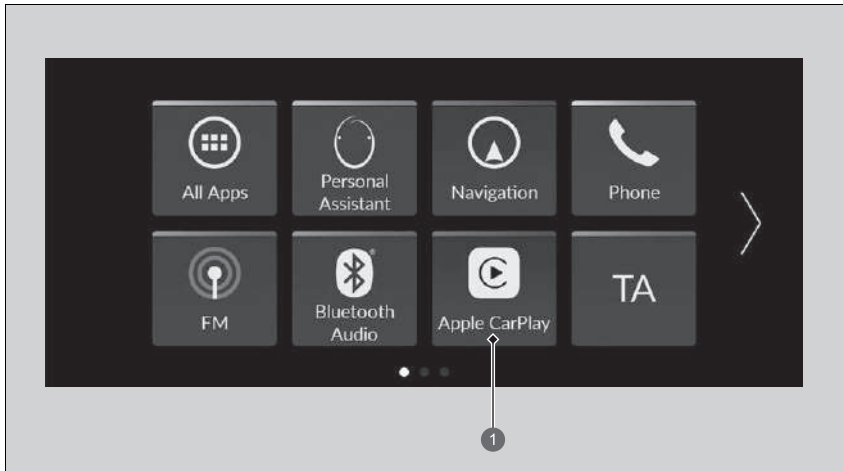 All Apps
Personal
Assistant
Navigation
Phone
FM
Bluetooth
Audio
Apple CarPlay
TA
1